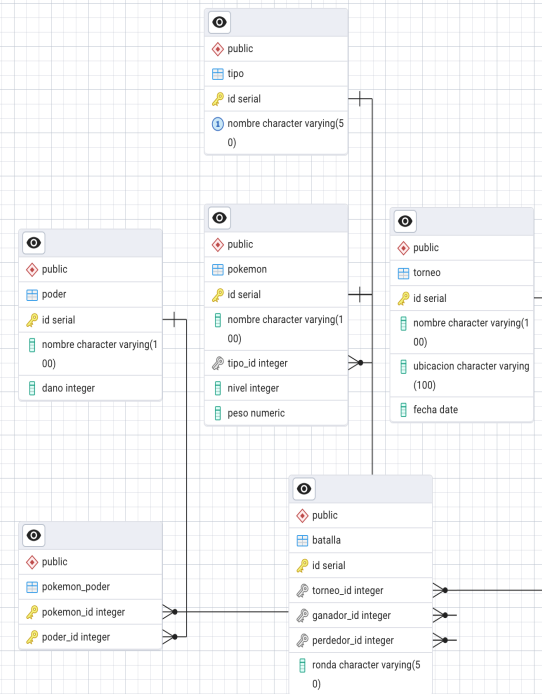 public
tipo
id serial
nombre character varying(5
0)
public
pokemon
id serial
nombre character varying(1
00)
tipo_id integer
nivel integer
peso numeric
public
torneo
id serial
nombre character varying(1
00)
ubicacion character varying
(100)
fecha date
public
poder
id serial
nombre character varying(1
00)
dano integer
public
pokemon_poder
pokemon_id integer
poder_id integer
public
batalla
id serial
torneo_id integer
ganador_id integer
perdedor_id integer
ronda character varying(5
0)